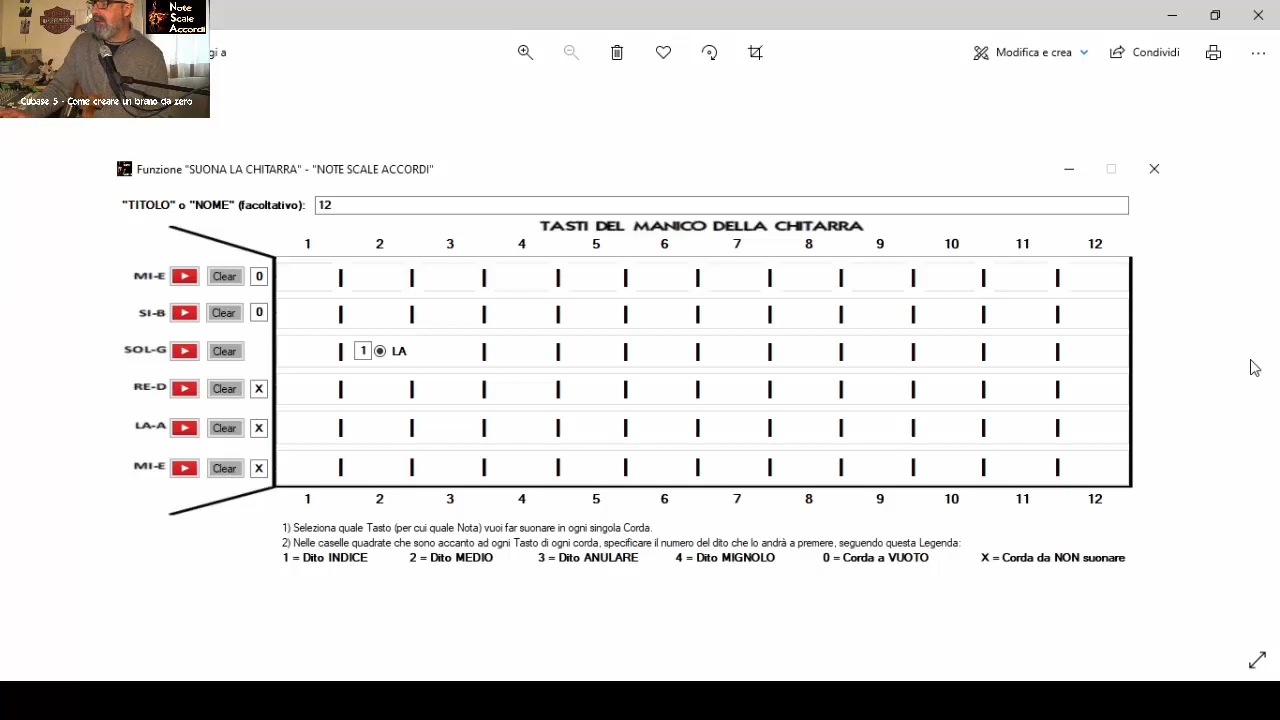 Note
Scale
Accordi
Cubase 5 - Come creare un brano da zero
gi a
Modifica e crea
Condividi
Funzione "SUONA LA CHITARRA" - "NOTE SCALE ACCORDI"
"TITOLO" o "NOME" (facoltativo): 12
TASTI DEL MANICO DELLA CHITARRA
1 2 3 4 5 6 7 8 9 10 11 12
MI-E Clear 0
SI-B Clear 0
SOL-G Clear 1 LA
RE-D Clear X
LA-A Clear X
MI-E Clear X
1 2 3 4 5 6 7 8 9 10 11 12
1) Seleziona quale Tasto (per cui quale Nota) vuoi far suonare in ogni singola Corda.
2) Nelle caselle quadrate che sono accanto ad ogni Tasto di ogni corda, specificare il numero del dito che lo andrà a premere, seguendo questa Legenda:
1 = Dito INDICE 2 = Dito MEDIO 3 = Dito ANULARE 4 = Dito MIGNOLO 0 = Corda a VUOTO X = Corda da NON suonare